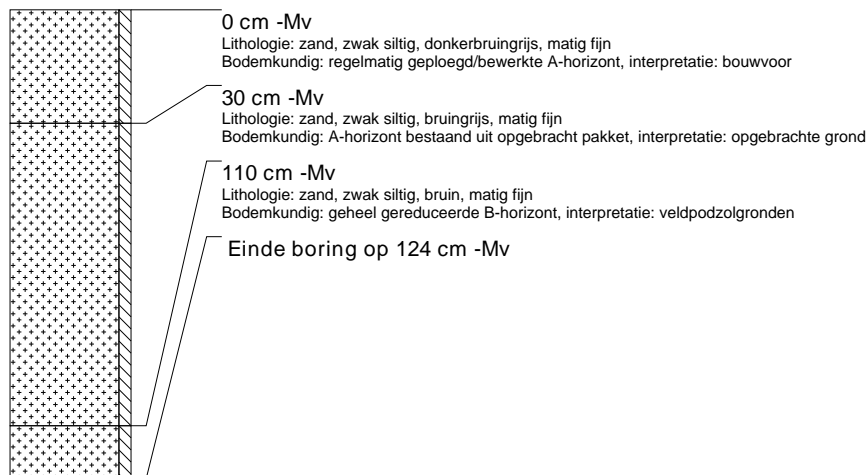 0 cm -Mv
Lithologie: zand, zwak siltig, donkerbruingrijs, matig fijn
Bodemkundig: regelmatig geploegd/bewerkte A-horizont, interpretatie: bouwvoor
30 cm -Mv
Lithologie: zand, zwak siltig, bruingrijs, matig fijn
Bodemkundig: A-horizont bestaand uit opgebracht pakket, interpretatie: opgebrachte grond
110 cm -Mv
Lithologie: zand, zwak siltig, bruin, matig fijn
Bodemkundig: geheel gereduceerde B-horizont, interpretatie: veldpodzolgronden
Einde boring op 124 cm -Mv